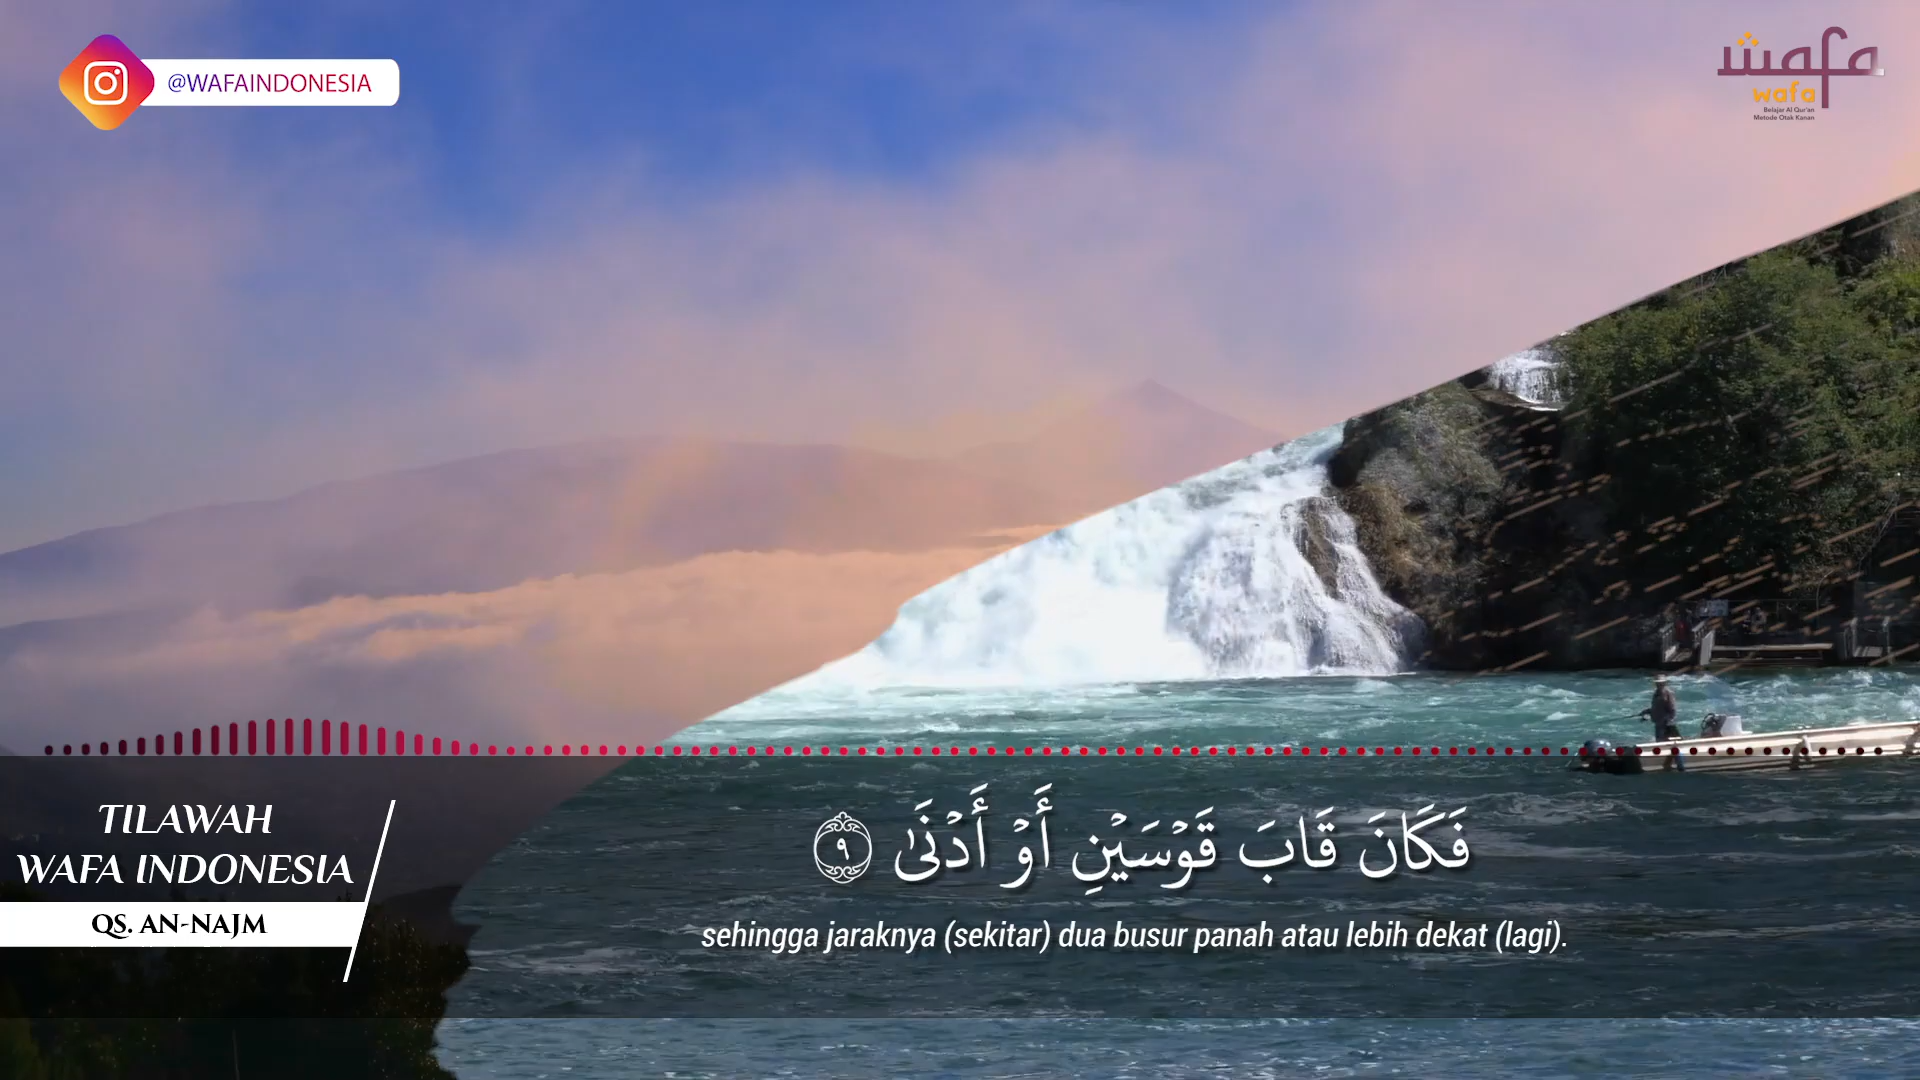 @WAFAINDONESIA
wafa
wafa
Belajar Al Qur'an
Metode Otak Kanan
فَكَانَ قَابَ قَوْسَيْنِ أَوْ أَدْنَىٰ ۝٩
sehingga jaraknya (sekitar) dua busur panah atau lebih dekat (lagi).
TILAWAH
WAFA INDONESIA
QS. AN-NAJM